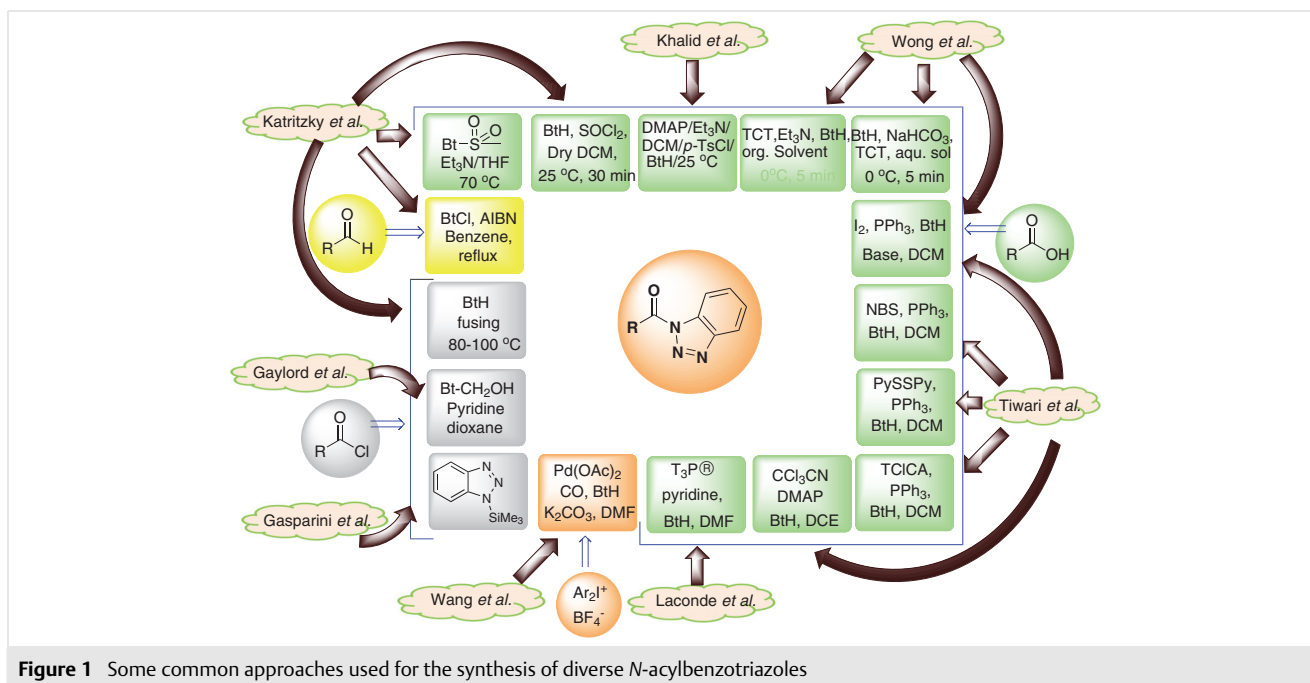 Khalid et al.
Wong et al.
Katritzky et al.
O
O
Bt-S
Et₃N/THF
70 °C
BtH, SOCl₂,
Dry DCM,
25 °C, 30 min
DMAP/Et₃N/
DCM/p-TsCl/
BtH/25 °C
TCT,Et₃N, BtH,
org. Solvent
0°C, 5 min
BtH, NaHCO₃,
TCT, aqu. sol
0 °C, 5 min
O
R
H
BtCl, AIBN
Benzene,
reflux
I₂, PPh₃, BtH
Base, DCM
O
R
OH
BtH
fusing
80-100 °C
O
R
N
N
N
NBS, PPh₃,
BtH, DCM
Gaylord et al.
Bt-CH₂OH
Pyridine
dioxane
PySSPy,
PPh₃,
BtH, DCM
Tiwari et al.
O
R
Cl
N
N
N
SiMe₃
Pd(OAc)₂
CO, BtH
K₂CO₃, DMF
T₃P®
pyridine,
BtH, DMF
CCl₃CN
DMAP
BtH, DCE
TCICA,
PPh₃,
BtH, DCM
Gasparini et al.
Wang et al.
Ar₂I⁺
BF₄⁻
Laconde et al.
Figure 1 Some common approaches used for the synthesis of diverse N-acylbenzotriazoles